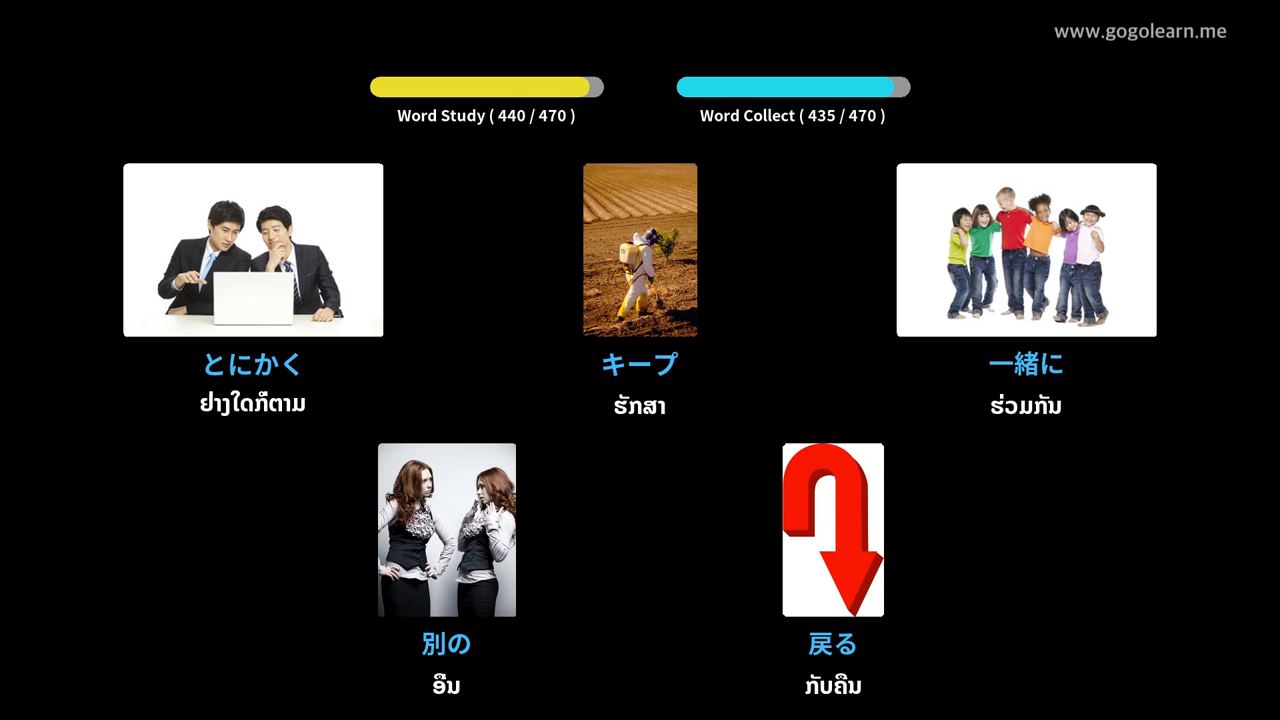 www.gogolearn.me
Word Study ( 440 / 470 )
Word Collect ( 435 / 470 )
とにかく
ຢ່າງໃດກໍ່ຕາມ
キープ
ຮັກສາ
一緒に
ຮ່ວມກັນ
別の
ອື່ນ
戻る
ກັບຄືນ